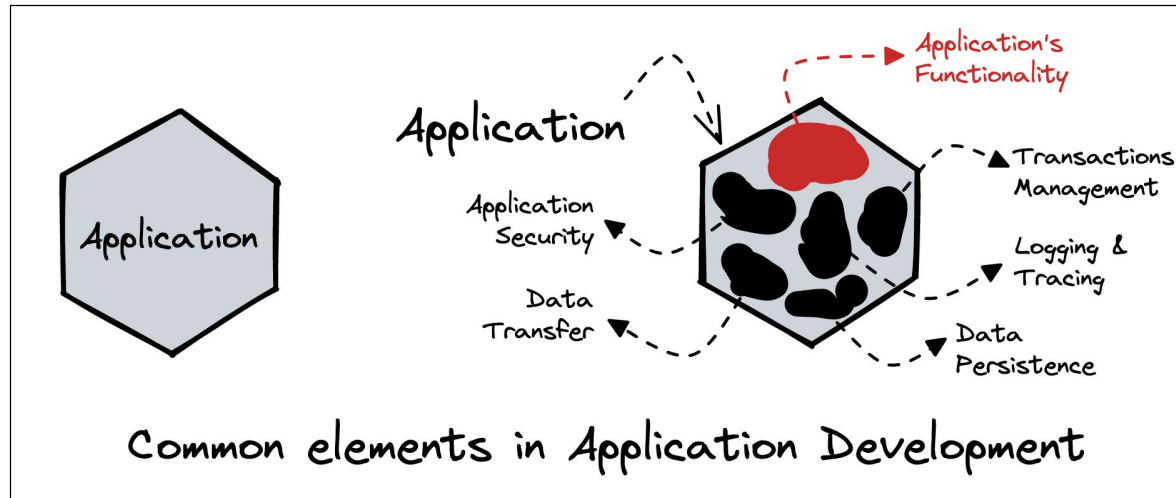 Application
Application
Application's
Functionality
Transactions
Management
Application
Security
Logging &
Tracing
Data
Transfer
Data
Persistence
Common elements in Application Development